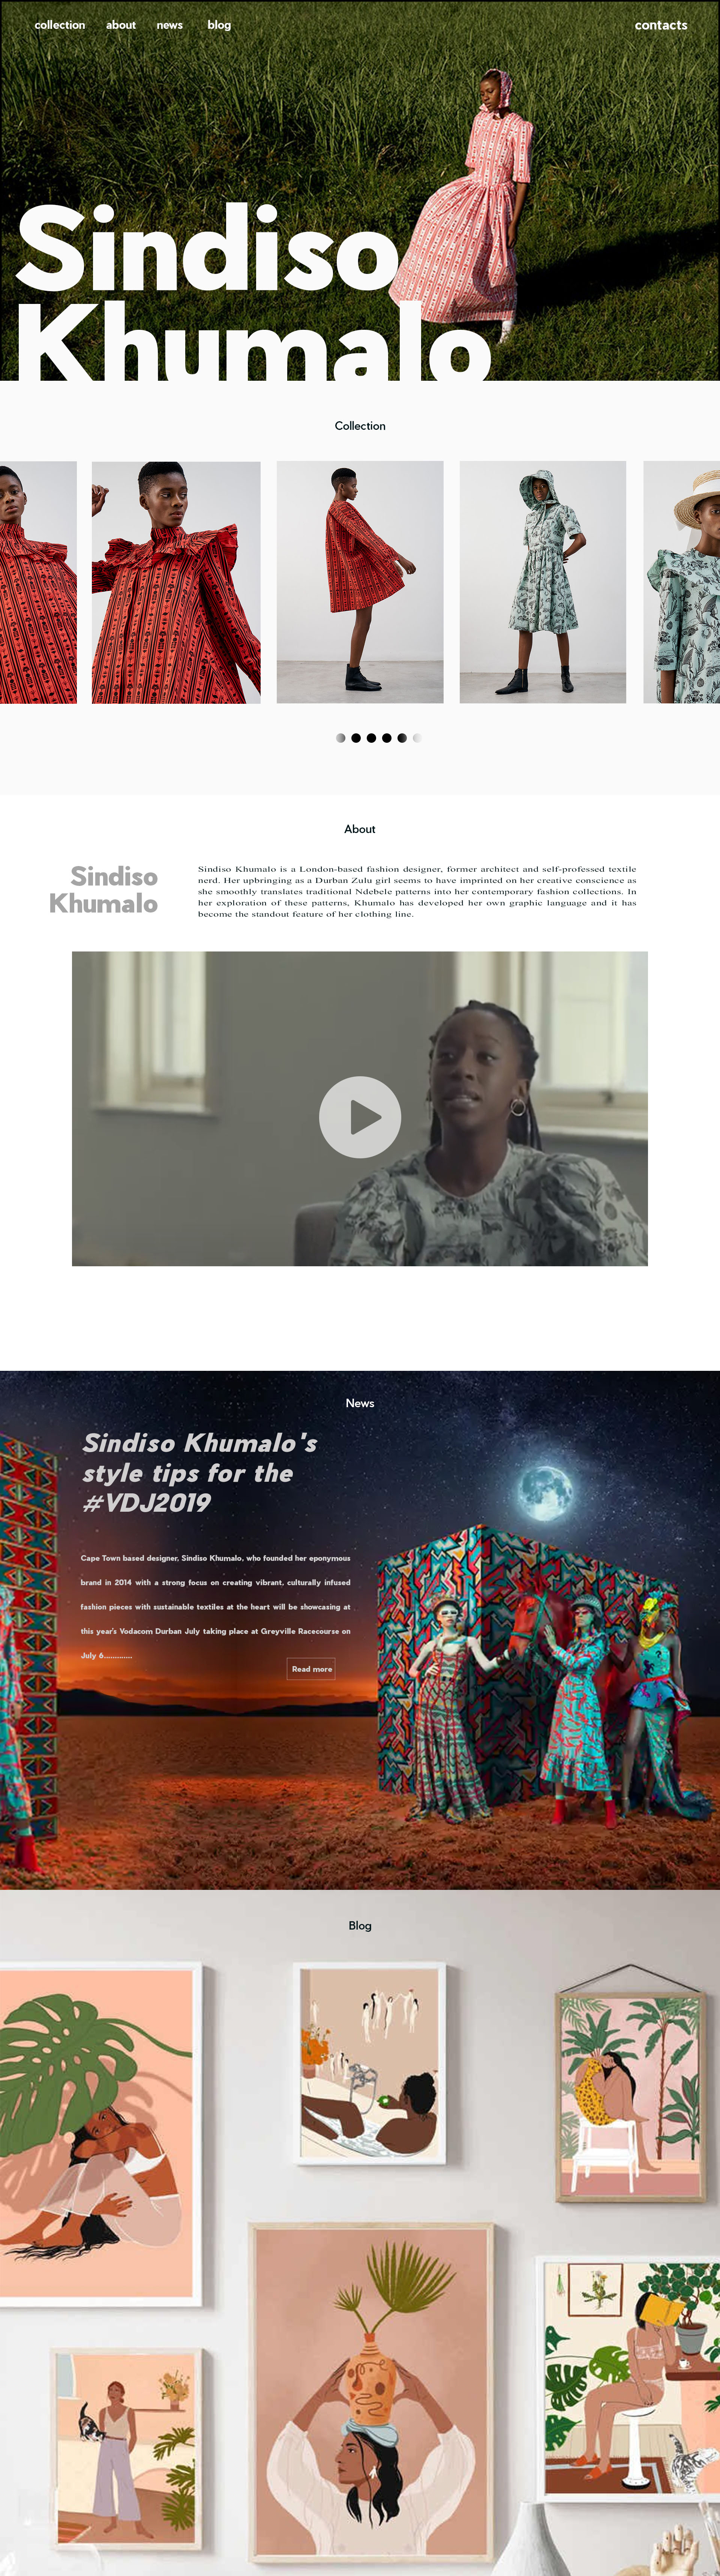 collection about news blog contacts
Sindiso
Khumalo
Collection
About
Sindiso
Khumalo
Sindiso Khumalo is a London-based fashion designer, former architect and self-professed textile
nerd. Her upbringing as a Durban Zulu girl seems to have imprinted on her creative conscience as
she smoothly translates traditional Ndebele patterns into her contemporary fashion collections. In
her exploration of these patterns, Khumalo has developed her own graphic language and it has
become the standout feature of her clothing line.
News
Sindiso Khumalo's
style tips for the
#VDJ2019
Cape Town based designer, Sindiso Khumalo, who founded her eponymous
brand in 2014 with a strong focus on creating vibrant, culturally infused
fashion pieces with sustainable textiles at the heart will be showcasing at
this year's Vodacom Durban July taking place at Greyville Racecourse on
July 6............
Read more
Blog